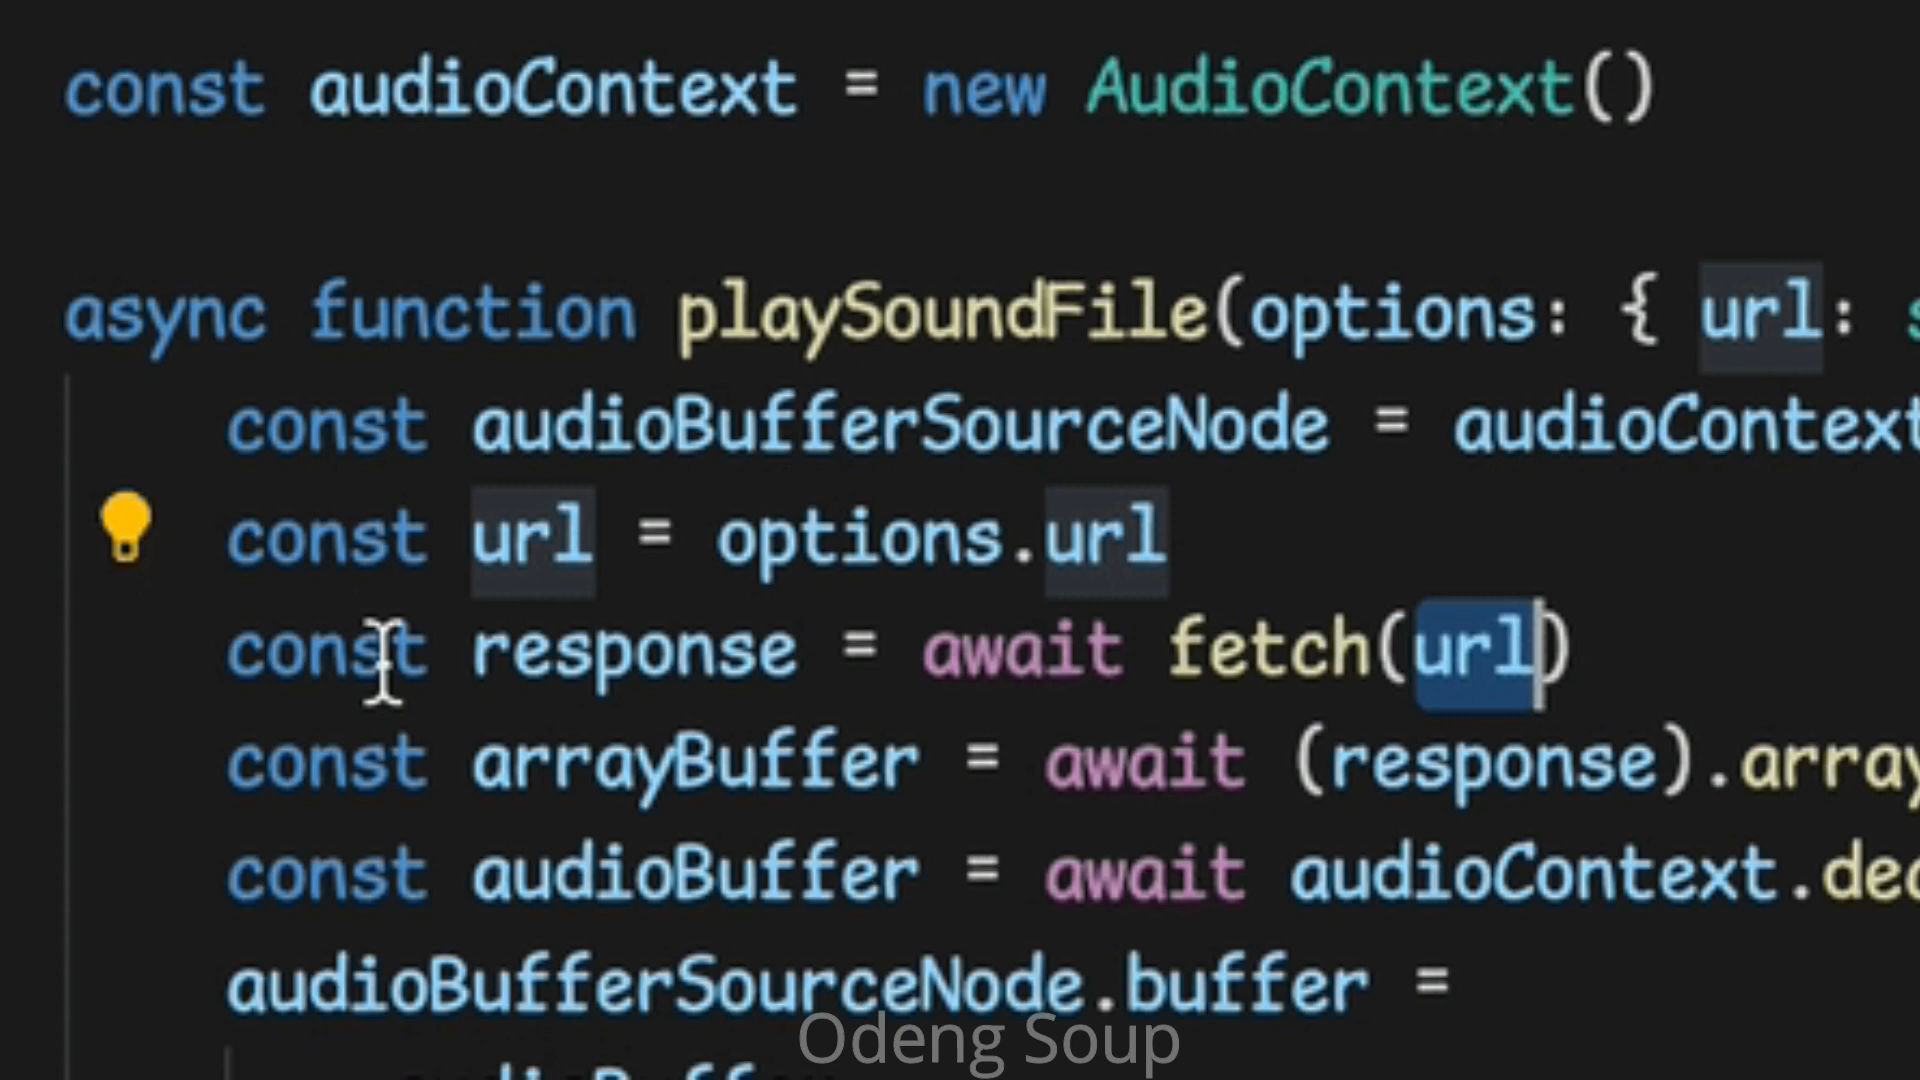 const audioContext = new AudioContext()
async function playSoundFile(options: { url:
const audioBufferSourceNode = audioContext
const url = options.url
const response = await fetch(url)
const arrayBuffer = await (response).array
const audioBuffer = await audioContext.dec
audioBufferSourceNode.buffer =
Odeng Soup